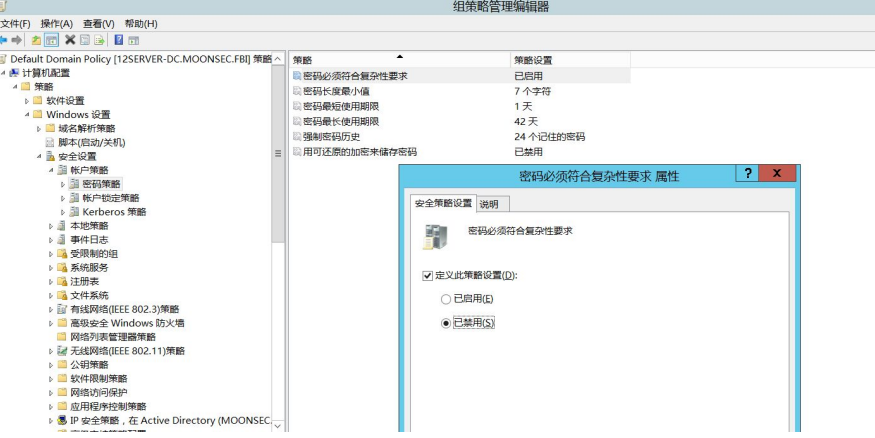 组策略管理编辑器
文件(F) 操作(A) 查看(V) 帮助(H)
Default Domain Policy [12SERVER-DC.MOONSEC.FBI] 策略
计算机配置
策略
软件设置
Windows 设置
域名解析策略
脚本(启动/关机)
安全设置
帐户策略
密码策略
帐户锁定策略
Kerberos 策略
本地策略
事件日志
受限制的组
系统服务
注册表
文件系统
有线网络(IEEE 802.3)策略
高级安全 Windows 防火墙
网络列表管理器策略
无线网络(IEEE 802.11)策略
公钥策略
软件限制策略
网络访问保护
应用程序控制策略
IP 安全策略，在 Active Directory (MOONSEC.
策略 策略设置
密码必须符合复杂性要求 已启用
密码长度最小值 7 个字符
密码最短使用期限 1 天
密码最长使用期限 42 天
强制密码历史 24 个记住的密码
用可还原的加密来储存密码 已禁用
密码必须符合复杂性要求 属性 ? x
安全策略设置 说明
密码必须符合复杂性要求
定义此策略设置(D):
已启用(E)
已禁用(S)